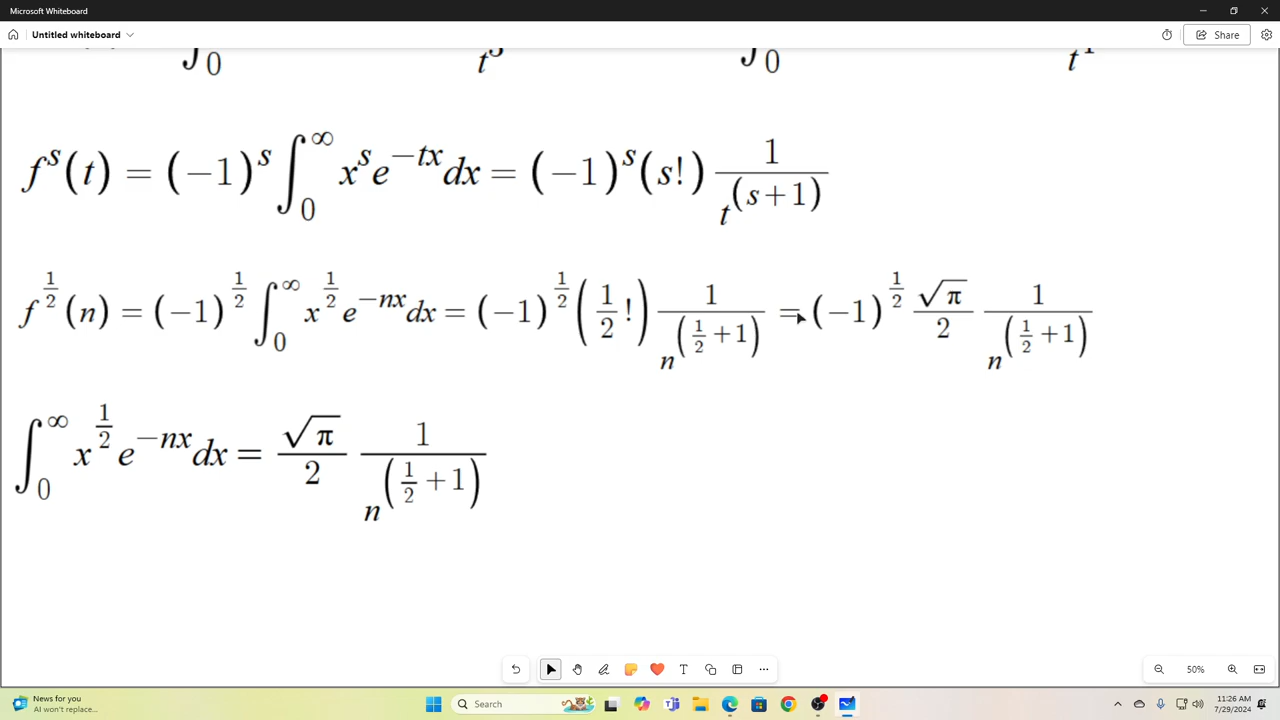 Microsoft Whiteboard
Untitled whiteboard
Share
∫0 t ∫0 t
f^s(t) = (−1)^s ∫_0^∞ x^s e^{−tx} dx = (−1)^s (s!) 1/t^{(s+1)}
f^{1/2}(n) = (−1)^{1/2} ∫_0^∞ x^{1/2} e^{−nx} dx = (−1)^{1/2} (1/2 !) 1/n^{(1/2 + 1)} = (−1)^{1/2} √π/2 1/n^{(1/2 + 1)}
∫_0^∞ x^{1/2} e^{−nx} dx = √π/2 1/n^{(1/2 + 1)}
50%
News for you
AI won't replace...
Search
11:26 AM
7/29/2024